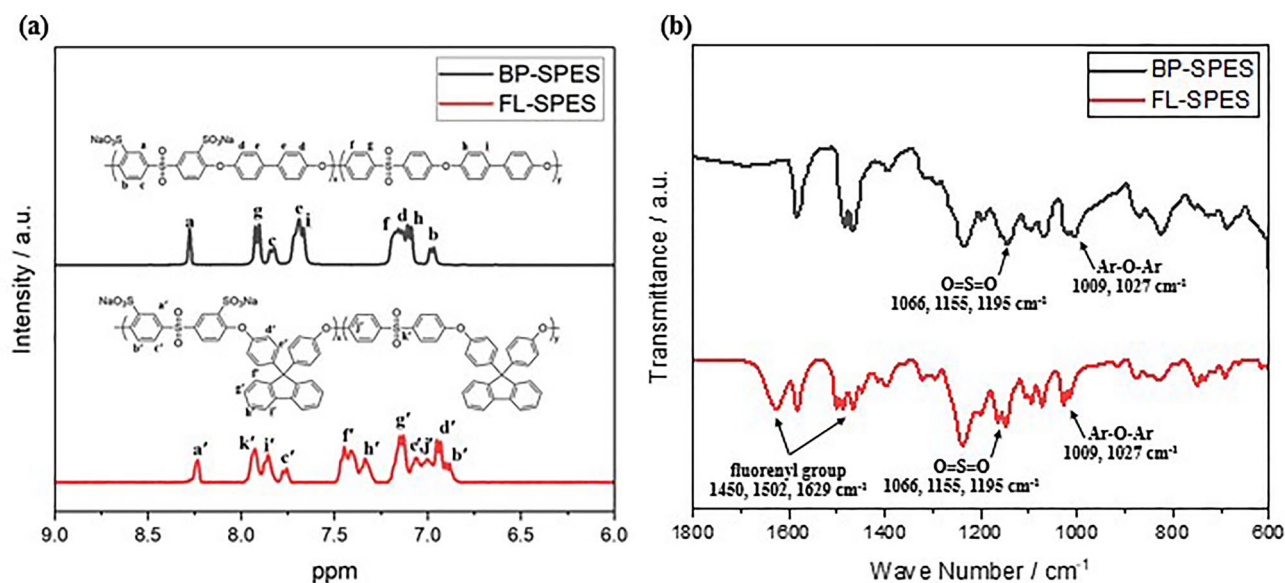 (a)
Intensity / a.u.
BP-SPES
FL-SPES
NaO₃S
SO₃Na
a
b
c
d
e
e
d
f
g
h
i
O
S
O
O
O
x
O
S
O
O
O
y
a
g
c
e
i
f
d
h
b
NaO₃S
SO₃Na
a'
b'
c'
d'
e'
f'
g'
h'
j'
k'
O
S
O
O
O
x
O
S
O
O
O
y
a'
k'
i'
c'
f'
h'
g'
e'
j'
d'
b'
9.0 8.5 8.0 7.5 7.0 6.5 6.0
ppm
(b)
Transmittance / a.u.
BP-SPES
FL-SPES
O=S=O
1066, 1155, 1195 cm⁻¹
Ar-O-Ar
1009, 1027 cm⁻¹
fluorenyl group
1450, 1502, 1629 cm⁻¹
O=S=O
1066, 1155, 1195 cm⁻¹
Ar-O-Ar
1009, 1027 cm⁻¹
1800 1600 1400 1200 1000 800 600
Wave Number / cm⁻¹